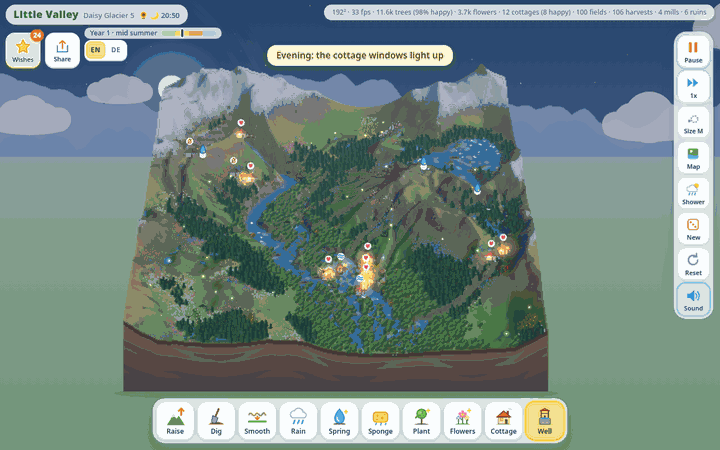 Little Valley Daisy Glacier 5 20:50
192° · 33 fps · 11.6k trees (98% happy) · 3.7k flowers · 12 cottages (8 happy) · 100 fields · 106 harvests · 4 mills · 6 ruins
24
Wishes
Share
Year 1 · mid summer
EN DE
Evening: the cottage windows light up
Pause
1x
Size M
Map
Shower
New
Reset
Sound
Raise
Dig
Smooth
Rain
Spring
Sponge
Plant
Flowers
Cottage
Well